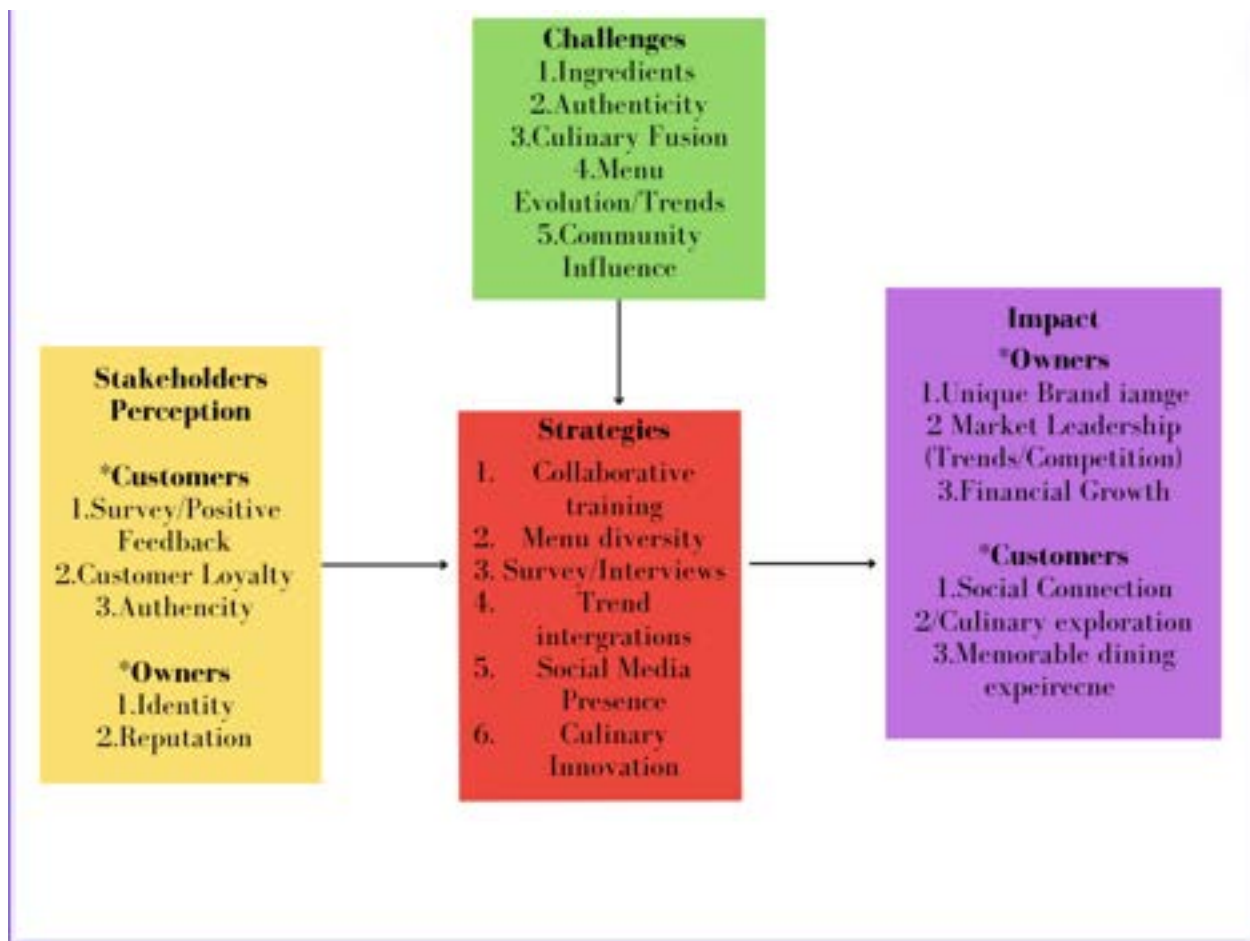 Challenges
1.Ingredients
2.Authenticity
3.Culinary Fusion
4.Menu
Evolution/Trends
5.Community
Influence
Stakeholders
Perception
*Customers
1.Survey/Positive
Feedback
2.Customer Loyalty
3.Authencity
*Owners
1.Identity
2.Reputation
Strategies
1. Collaborative
training
2. Menu diversity
3. Survey/Interviews
4. Trend
intergrations
5. Social Media
Presence
6. Culinary
Innovation
Impact
*Owners
1.Unique Brand iamge
2 Market Leadership
(Trends/Competition)
3.Financial Growth
*Customers
1.Social Connection
2/Culinary exploration
3.Memorable dining
expeirecne